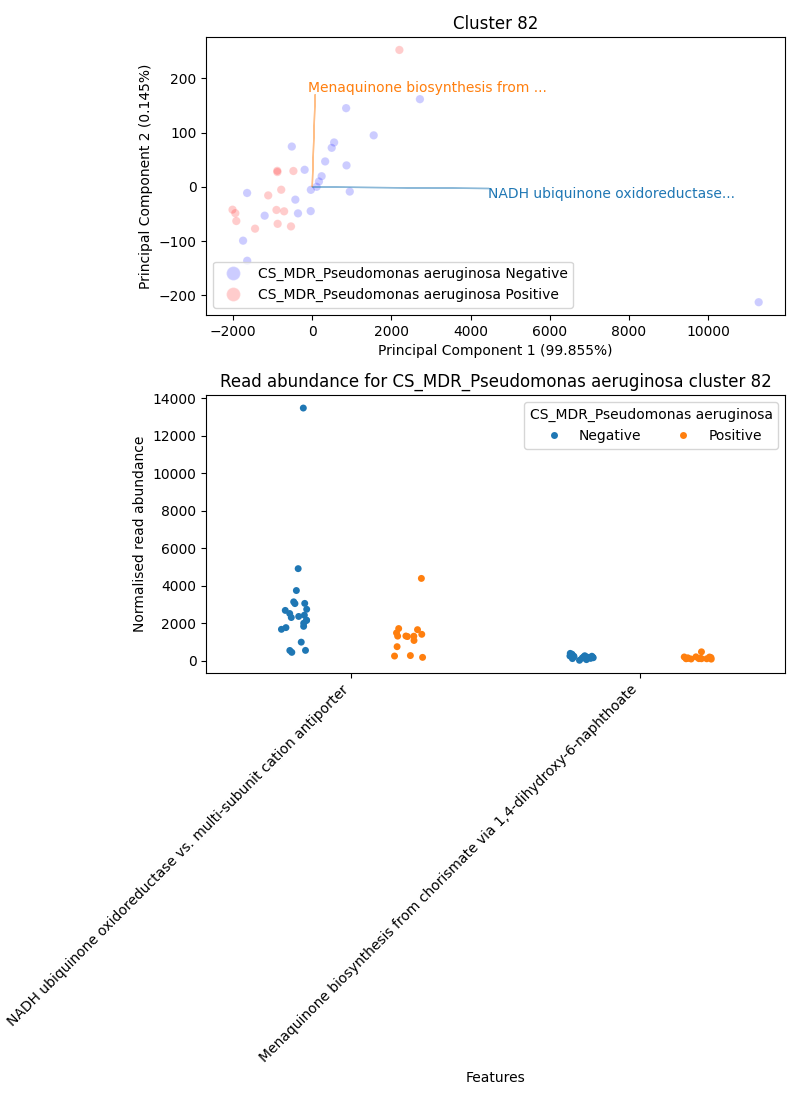 Cluster 82
Principal Component 2 (0.145%)
200
100
0
−100
−200
Menaquinone biosynthesis from ...
NADH ubiquinone oxidoreductase...
CS_MDR_Pseudomonas aeruginosa Negative
CS_MDR_Pseudomonas aeruginosa Positive
−2000 0 2000 4000 6000 8000 10000
Principal Component 1 (99.855%)
Read abundance for CS_MDR_Pseudomonas aeruginosa cluster 82
Normalised read abundance
14000
12000
10000
8000
6000
4000
2000
0
CS_MDR_Pseudomonas aeruginosa
Negative Positive
NADH ubiquinone oxidoreductase vs. multi-subunit cation antiporter
Menaquinone biosynthesis from chorismate via 1,4-dihydroxy-6-naphthoate
Features